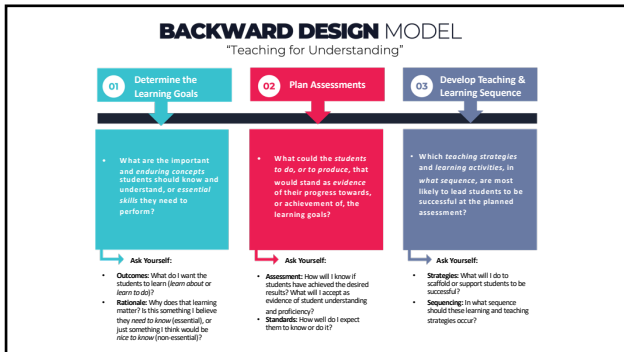 BACKWARD DESIGN MODEL
“Teaching for Understanding”
01
Determine the
Learning Goals
• What are the important
and enduring concepts
students should know and
understand, or essential
skills they need to
perform?
Ask Yourself:
• Outcomes: What do I want the
students to learn (learn about or
learn to do)?
• Rationale: Why does that learning
matter? Is this something I believe
they need to know (essential), or
just something I think would be
nice to know (non-essential)?
02
Plan Assessments
• What could the students
to do, or to produce, that
would stand as evidence
of their progress towards,
or achievement of, the
learning goals?
Ask Yourself:
• Assessment: How will I know if
students have achieved the desired
results? What will I accept as
evidence of student understanding
and proficiency?
• Standards: How well do I expect
them to know or do it?
03
Develop Teaching &
Learning Sequence
• Which teaching strategies
and learning activities, in
what sequence, are most
likely to lead students to be
successful at the planned
assessment?
Ask Yourself:
• Strategies: What will I do to
scaffold or support students to be
successful?
• Sequencing: In what sequence
should these learning and teaching
strategies occur?